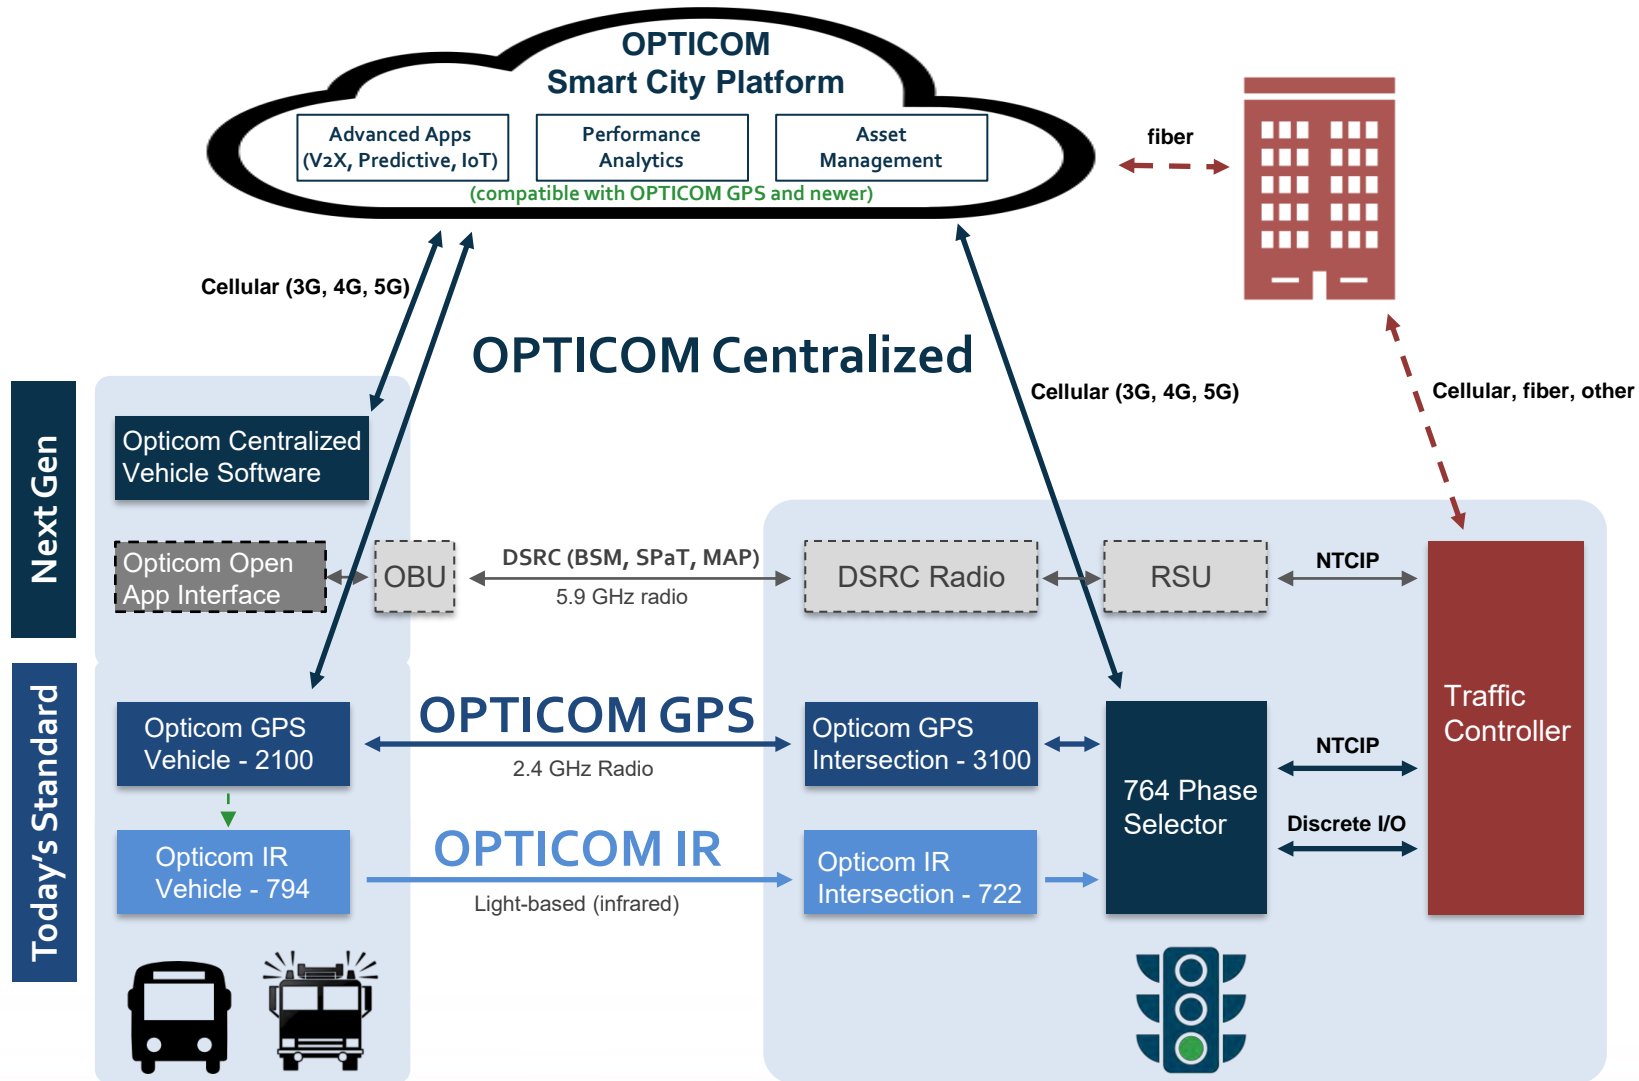 OPTICOM
Smart City Platform
Advanced Apps
(V2X, Predictive, IoT)
Performance
Analytics
Asset
Management
(compatible with OPTICOM GPS and newer)
fiber
Cellular (3G, 4G, 5G)
OPTICOM Centralized
Cellular (3G, 4G, 5G)
Cellular, fiber, other
Next Gen
Opticom Centralized
Vehicle Software
Opticom Open
App Interface
OBU
DSRC (BSM, SPaT, MAP)
5.9 GHz radio
DSRC Radio
RSU
NTCIP
Traffic
Controller
Today's Standard
Opticom GPS
Vehicle - 2100
OPTICOM GPS
2.4 GHz Radio
Opticom GPS
Intersection - 3100
764 Phase
Selector
NTCIP
Discrete I/O
Opticom IR
Vehicle - 794
OPTICOM IR
Light-based (infrared)
Opticom IR
Intersection - 722